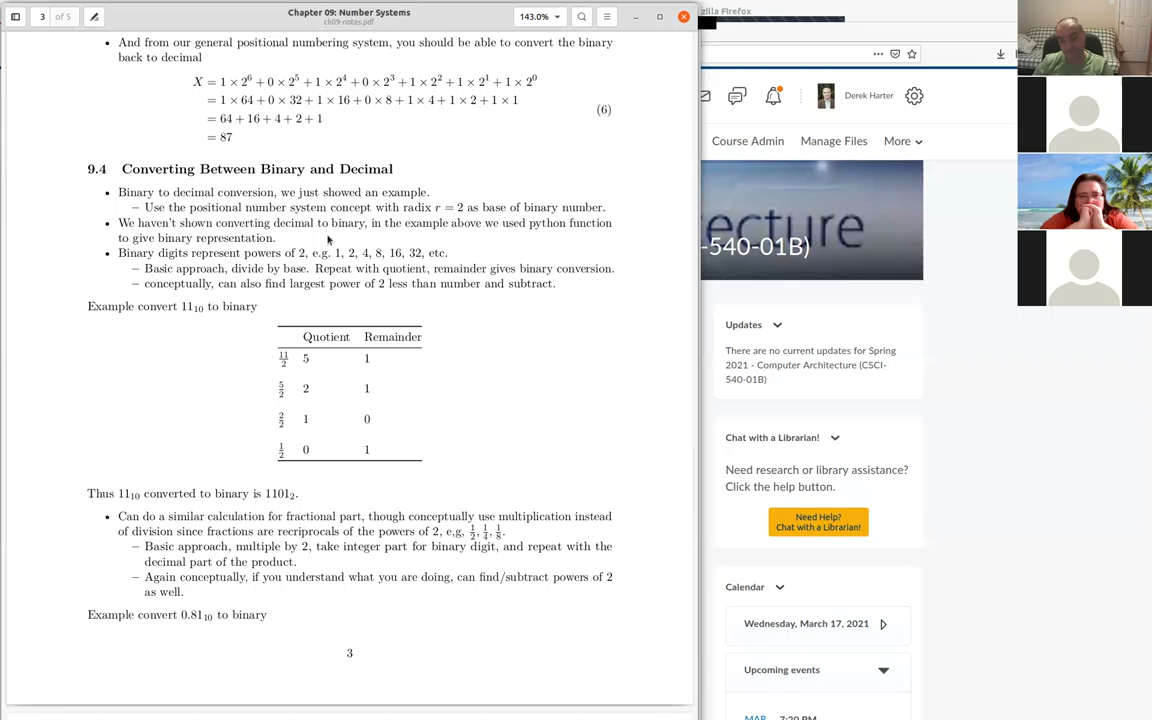 3 of 5
Chapter 09: Number Systems
ch09-notes.pdf
143.0%
zilla Firefox
• And from our general positional numbering system, you should be able to convert the binary
back to decimal
X = 1 × 2⁶ + 0 × 2⁵ + 1 × 2⁴ + 0 × 2³ + 1 × 2² + 1 × 2¹ + 1 × 2⁰
= 1 × 64 + 0 × 32 + 1 × 16 + 0 × 8 + 1 × 4 + 1 × 2 + 1 × 1
= 64 + 16 + 4 + 2 + 1
= 87
(6)
9.4 Converting Between Binary and Decimal
• Binary to decimal conversion, we just showed an example.
– Use the positional number system concept with radix r = 2 as base of binary number.
• We haven't shown converting decimal to binary, in the example above we used python function
to give binary representation.
• Binary digits represent powers of 2, e.g. 1, 2, 4, 8, 16, 32, etc.
– Basic approach, divide by base. Repeat with quotient, remainder gives binary conversion.
– conceptually, can also find largest power of 2 less than number and subtract.
Example convert 11₁₀ to binary
Quotient Remainder
11/2 5 1
5/2 2 1
2/2 1 0
1/2 0 1
Thus 11₁₀ converted to binary is 1101₂.
• Can do a similar calculation for fractional part, though conceptually use multiplication instead
of division since fractions are recriprocals of the powers of 2, e,g, 1/2, 1/4, 1/8.
– Basic approach, multiple by 2, take integer part for binary digit, and repeat with the
decimal part of the product.
– Again conceptually, if you understand what you are doing, can find/subtract powers of 2
as well.
Example convert 0.81₁₀ to binary
3
Derek Harter
Course Admin Manage Files More
ecture
-540-01B)
Updates
There are no current updates for Spring
2021 - Computer Architecture (CSCI-
540-01B)
Chat with a Librarian!
Need research or library assistance?
Click the help button.
Need Help?
Chat with a Librarian!
Calendar
Wednesday, March 17, 2021
Upcoming events
MAR 7:20 PM